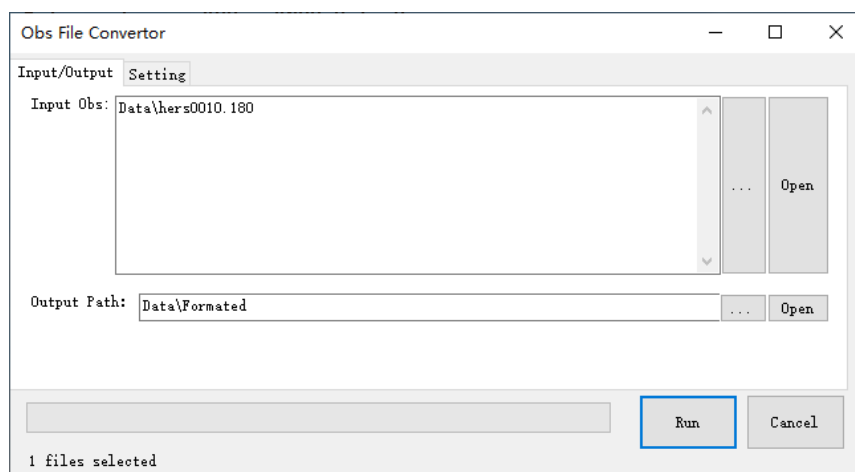 Obs File Convertor
Input/Output Setting
Input Obs: Data\hers0010.180
... Open
Output Path: Data\Formated ... Open
Run Cancel
1 files selected